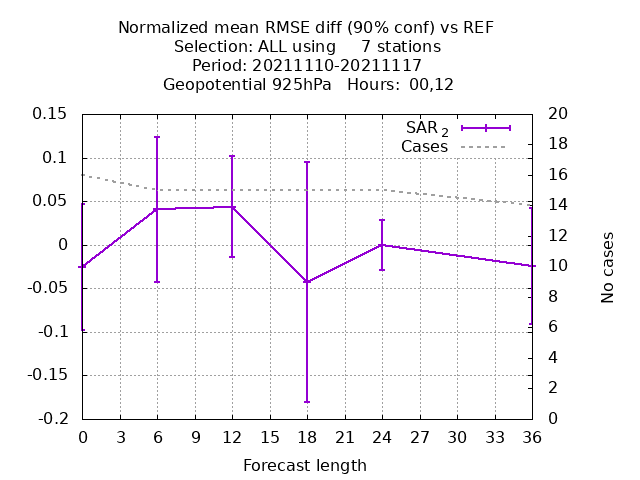 Normalized mean RMSE diff (90% conf) vs REF
Selection: ALL using     7 stations
Period: 20211110-20211117
Geopotential 925hPa   Hours:  00,12
SAR 2
Cases
0.15
0.1
0.05
0
-0.05
-0.1
-0.15
-0.2
20
18
16
14
12
10
8
6
4
2
0
No cases
0 3 6 9 12 15 18 21 24 27 30 33 36
Forecast length